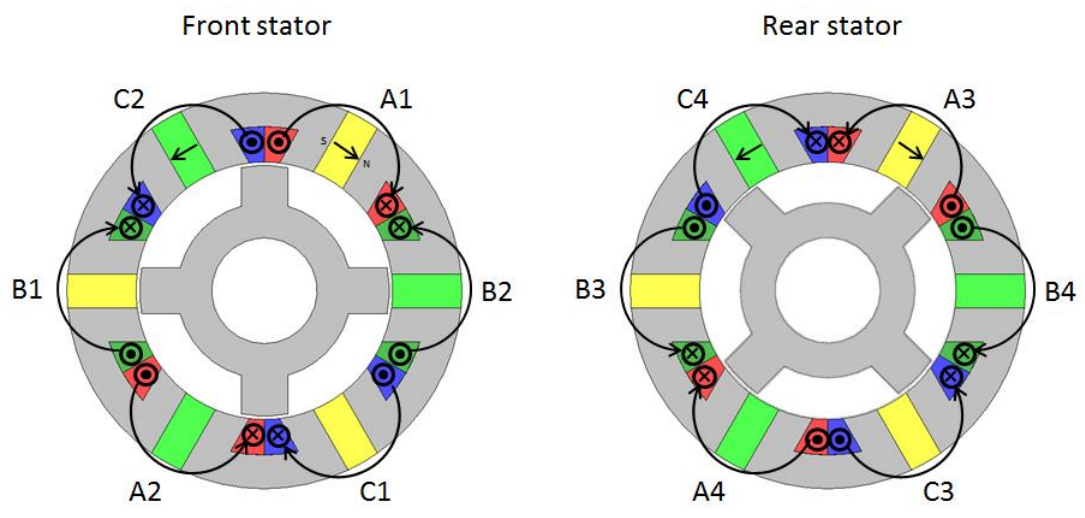 Front stator
Rear stator
C2
A1
C4
A3
S
N
B1
B2
B3
B4
A2
C1
A4
C3